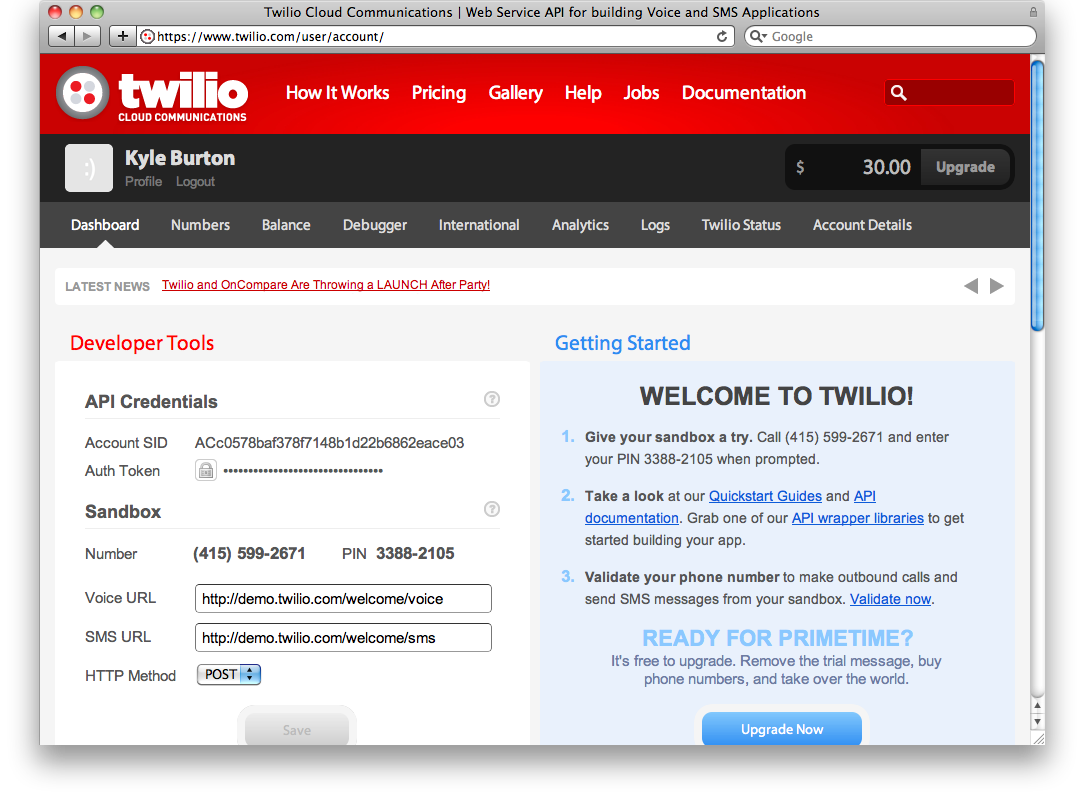 Twilio Cloud Communications | Web Service API for building Voice and SMS Applications
https://www.twilio.com/user/account/
Google
twilio
CLOUD COMMUNICATIONS
How It Works Pricing Gallery Help Jobs Documentation
:)
Kyle Burton
Profile Logout
$ 30.00 Upgrade
Dashboard Numbers Balance Debugger International Analytics Logs Twilio Status Account Details
LATEST NEWS Twilio and OnCompare Are Throwing a LAUNCH After Party!
Developer Tools
API Credentials ?
Account SID ACc0578baf378f7148b1d22b6862eace03
Auth Token ••••••••••••••••••••••••••••••••
Sandbox ?
Number (415) 599-2671 PIN 3388-2105
Voice URL http://demo.twilio.com/welcome/voice
SMS URL http://demo.twilio.com/welcome/sms
HTTP Method POST
Save
Getting Started
WELCOME TO TWILIO!
1. Give your sandbox a try. Call (415) 599-2671 and enter
your PIN 3388-2105 when prompted.
2. Take a look at our Quickstart Guides and API
documentation. Grab one of our API wrapper libraries to get
started building your app.
3. Validate your phone number to make outbound calls and
send SMS messages from your sandbox. Validate now.
READY FOR PRIMETIME?
It's free to upgrade. Remove the trial message, buy
phone numbers, and take over the world.
Upgrade Now